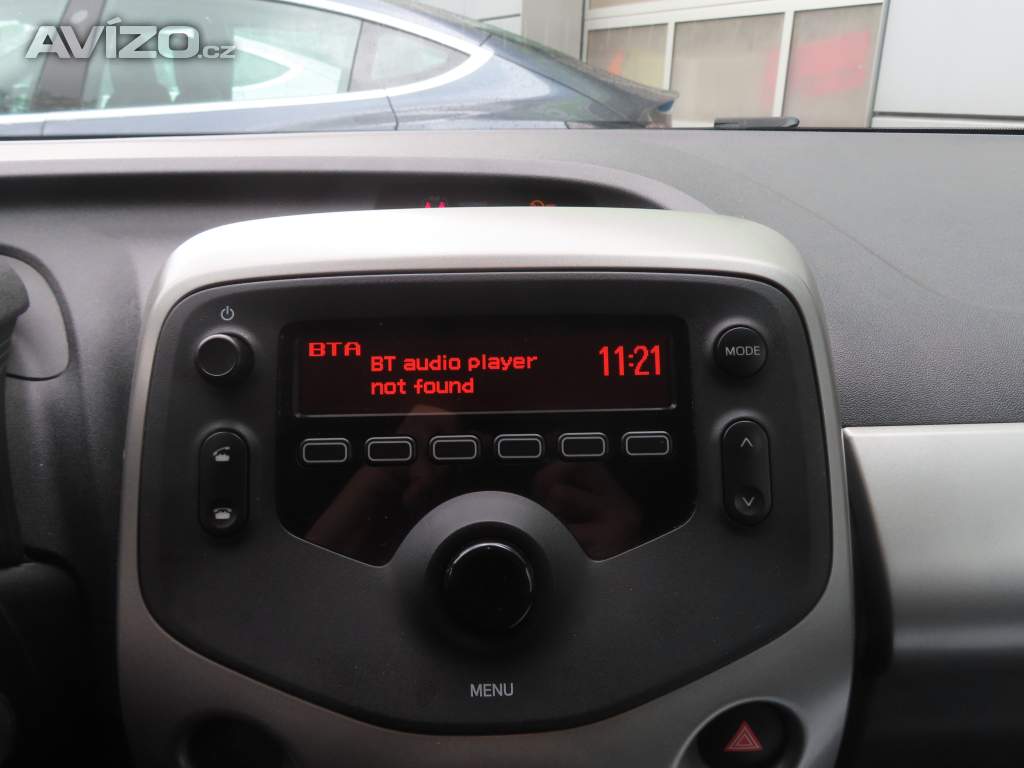 AVÍZO.cz
BTA
BT audio player
not found
11:21
MODE
MENU